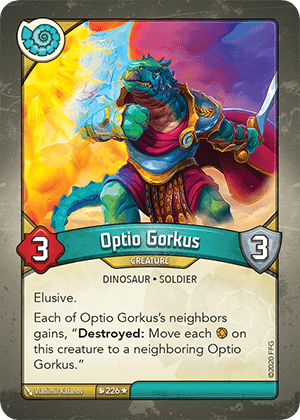 Optio Gorkus
CREATURE
3
3
DINOSAUR • SOLDIER
Elusive.
Each of Optio Gorkus's neighbors
gains, "Destroyed: Move each on
this creature to a neighboring Optio
Gorkus."
Vladimir Kafanov
226
©2020 FFG